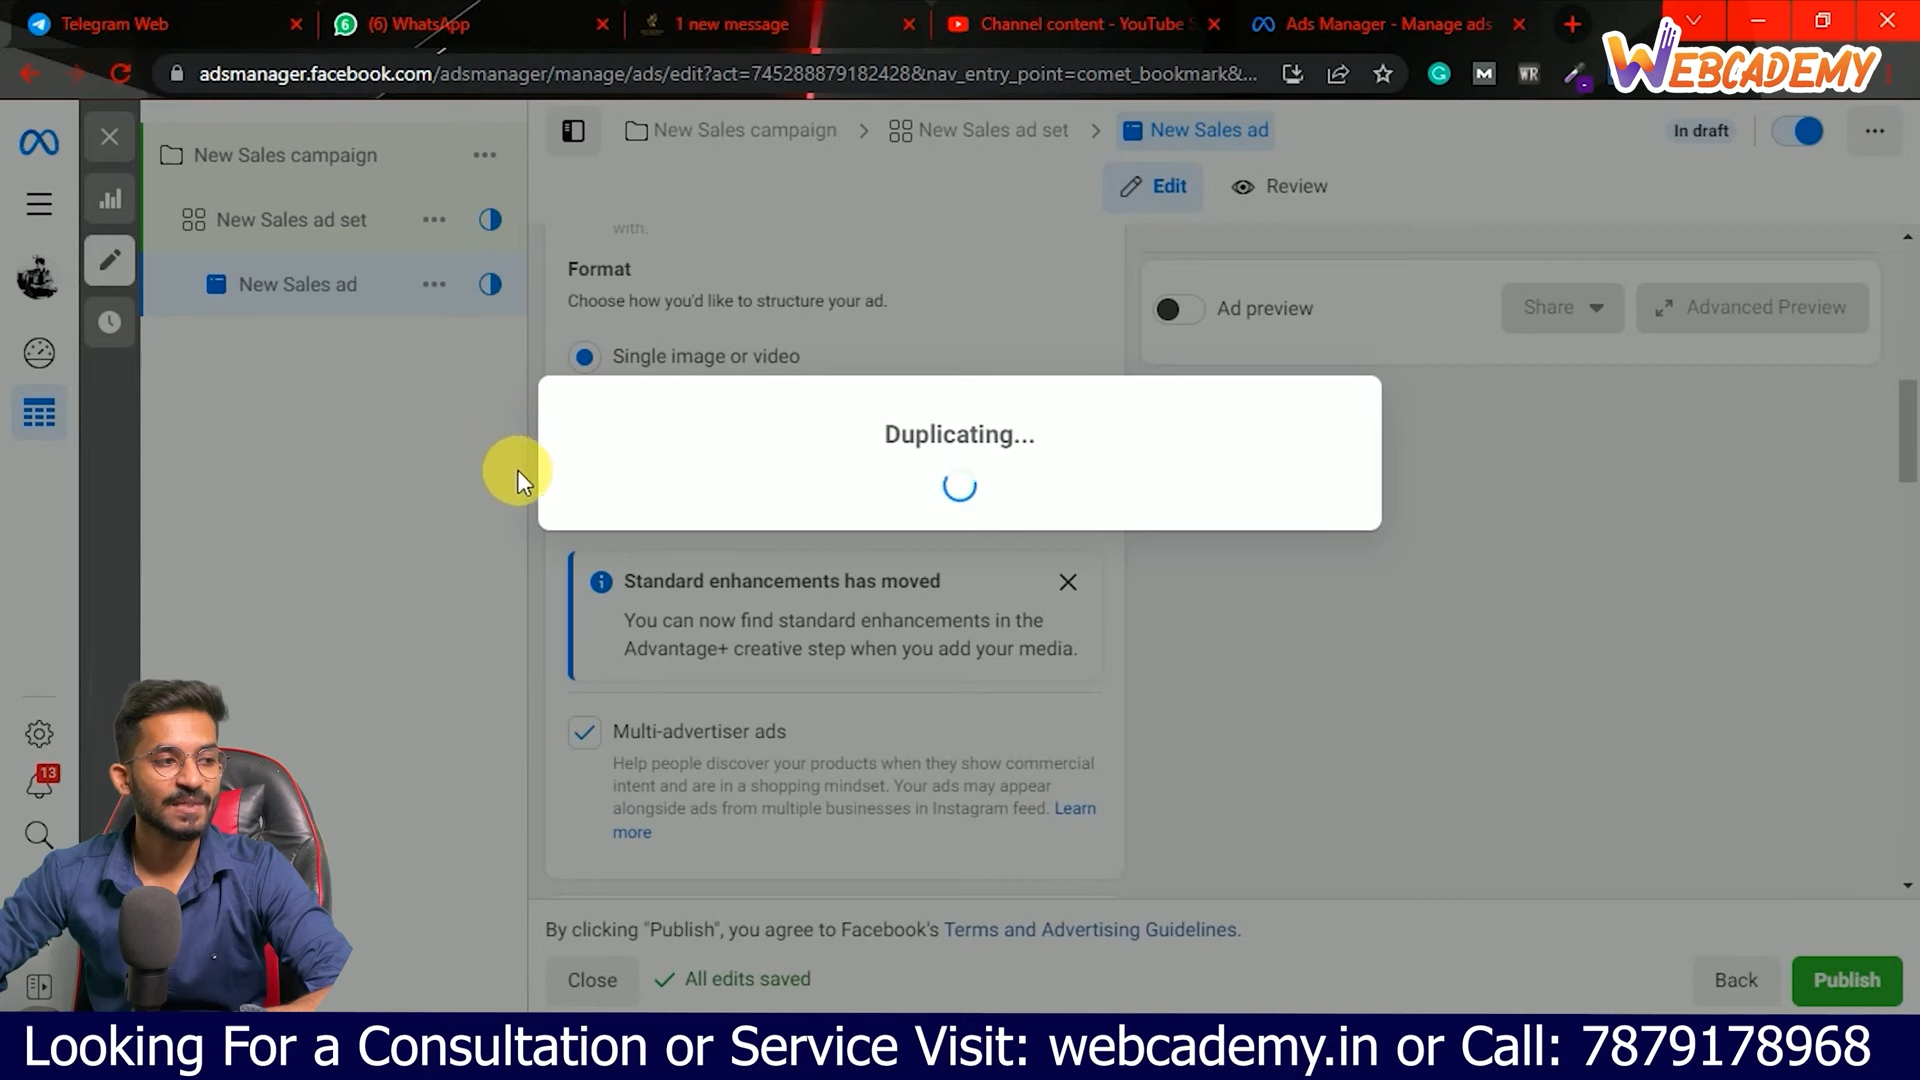 Telegram Web
(6) WhatsApp
1 new message
Channel content - YouTube S
Ads Manager - Manage ads
adsmanager.facebook.com/adsmanager/manage/ads/edit?act=745288879182428&nav_entry_point=comet_bookmark&...
WR
WEBCADEMY
New Sales campaign
New Sales ad set
New Sales ad
In draft
Edit
Review
New Sales campaign
New Sales ad set
New Sales ad
with.
Format
Choose how you'd like to structure your ad.
Single image or video
Ad preview
Share
Advanced Preview
Duplicating...
Standard enhancements has moved
You can now find standard enhancements in the
Advantage+ creative step when you add your media.
Multi-advertiser ads
Help people discover your products when they show commercial
intent and are in a shopping mindset. Your ads may appear
alongside ads from multiple businesses in Instagram feed. Learn
more
13
By clicking "Publish", you agree to Facebook's Terms and Advertising Guidelines.
Close
All edits saved
Back
Publish
Looking For a Consultation or Service Visit: webcademy.in or Call: 7879178968